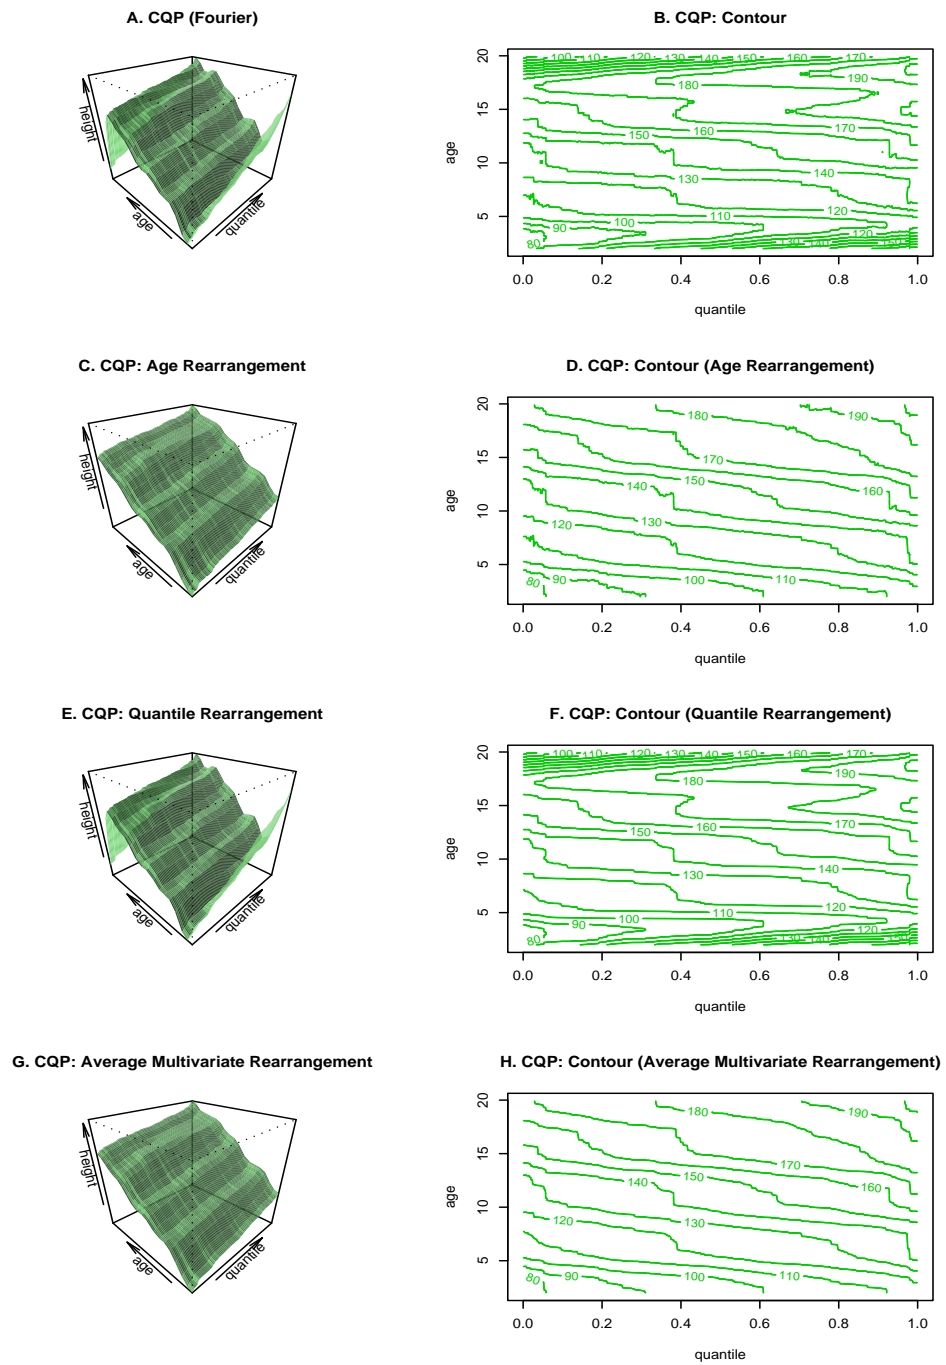 A. CQP (Fourier)
B. CQP: Contour
height
age
quantile
age
20
15
10
5
100 110 120 130 140 150 160 170
190
180
150 160 170
140
130
110 120
100
90 120
80 130 140 150
0.0 0.2 0.4 0.6 0.8 1.0
quantile
C. CQP: Age Rearrangement
D. CQP: Contour (Age Rearrangement)
height
age
quantile
age
20
15
10
5
180 190
170
150
140 160
120 130
80 90 100 110
0.0 0.2 0.4 0.6 0.8 1.0
quantile
E. CQP: Quantile Rearrangement
F. CQP: Contour (Quantile Rearrangement)
height
age
quantile
age
20
15
10
5
100 110 120 130 140 150 160 170
190
180
150 160 170
140
130
110 120
100
90 120
80 130 140 150
0.0 0.2 0.4 0.6 0.8 1.0
quantile
G. CQP: Average Multivariate Rearrangement
H. CQP: Contour (Average Multivariate Rearrangement)
height
age
quantile
age
20
15
10
5
180 190
170
150
140 160
120 130
80 90 100 110
0.0 0.2 0.4 0.6 0.8 1.0
quantile